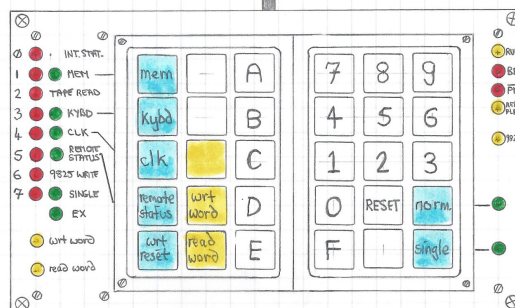 0 INT. STAT.
1 MEM
2 TAPE READ
3 KYBD
4 CLK
5 REMOTE STATUS
6 9825 WRITE
7 SINGLE
EX
wrt word
read word
mem — A 7 8 9
Kybd — B 4 5 6
clk C 1 2 3
remote status wrt word D 0 RESET norm.
wrt reset read word E F single